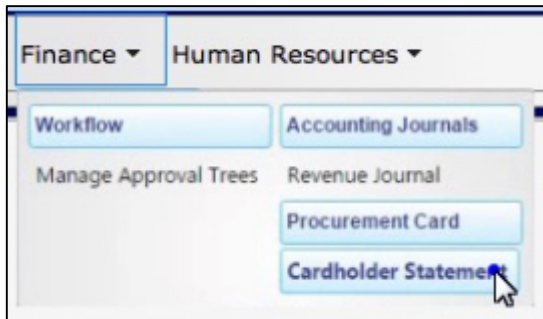 Finance ▾ Human Resources ▾
Workflow
Manage Approval Trees
Accounting Journals
Revenue Journal
Procurement Card
Cardholder Statement